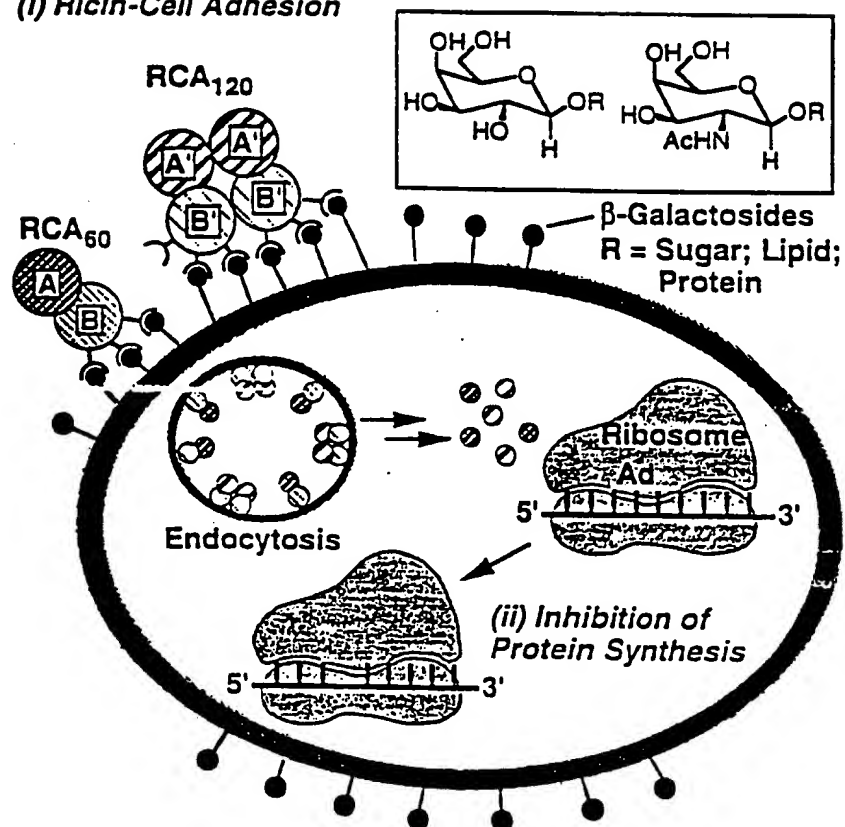 (i) Ricin-Cell Adhesion
RCA120
OH OH
O
HO
HO
OR
H
OH OH
O
HO
AcHN
OR
H
A'
A'
B'
B'
RCA60
A
B
β-Galactosides
R = Sugar; Lipid;
Protein
Ribosome
Ad
5'
3'
Endocytosis
(ii) Inhibition of
Protein Synthesis
5'
3'